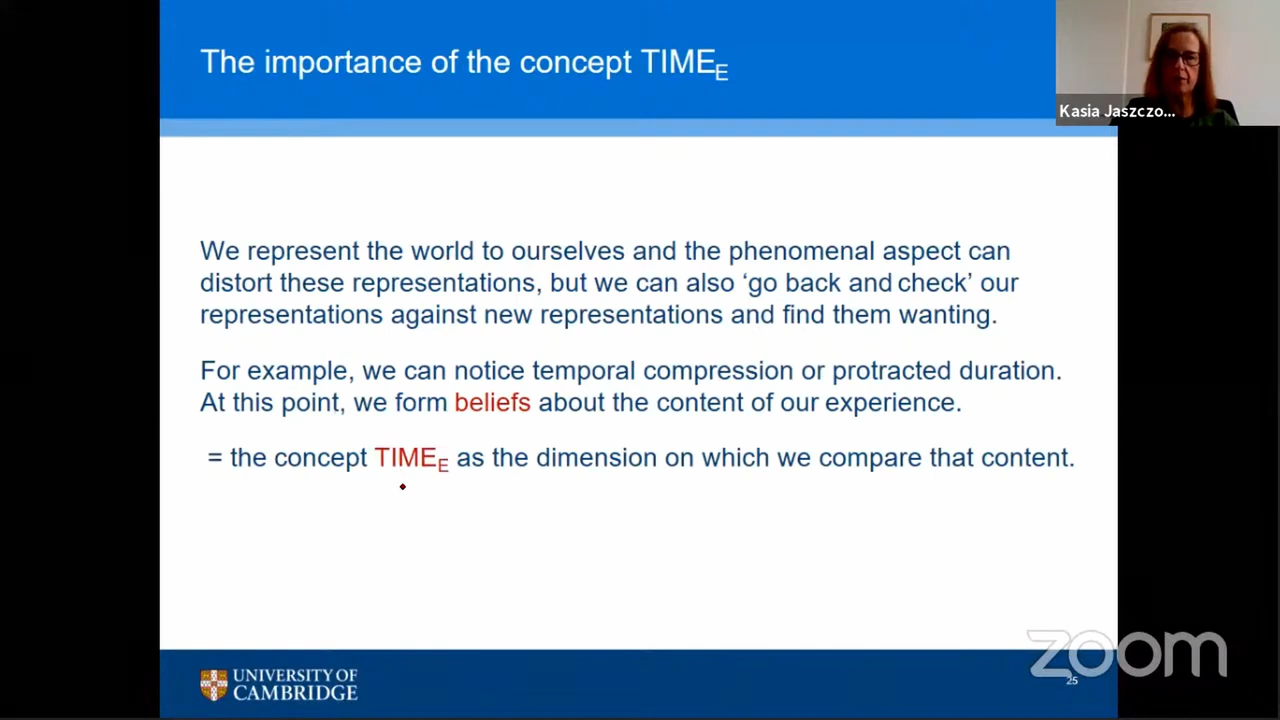 The importance of the concept TIME_E
Kasia Jaszczo...
We represent the world to ourselves and the phenomenal aspect can
distort these representations, but we can also ‘go back and check’ our
representations against new representations and find them wanting.
For example, we can notice temporal compression or protracted duration.
At this point, we form beliefs about the content of our experience.
= the concept TIME_E as the dimension on which we compare that content.
UNIVERSITY OF
CAMBRIDGE
zoom
25